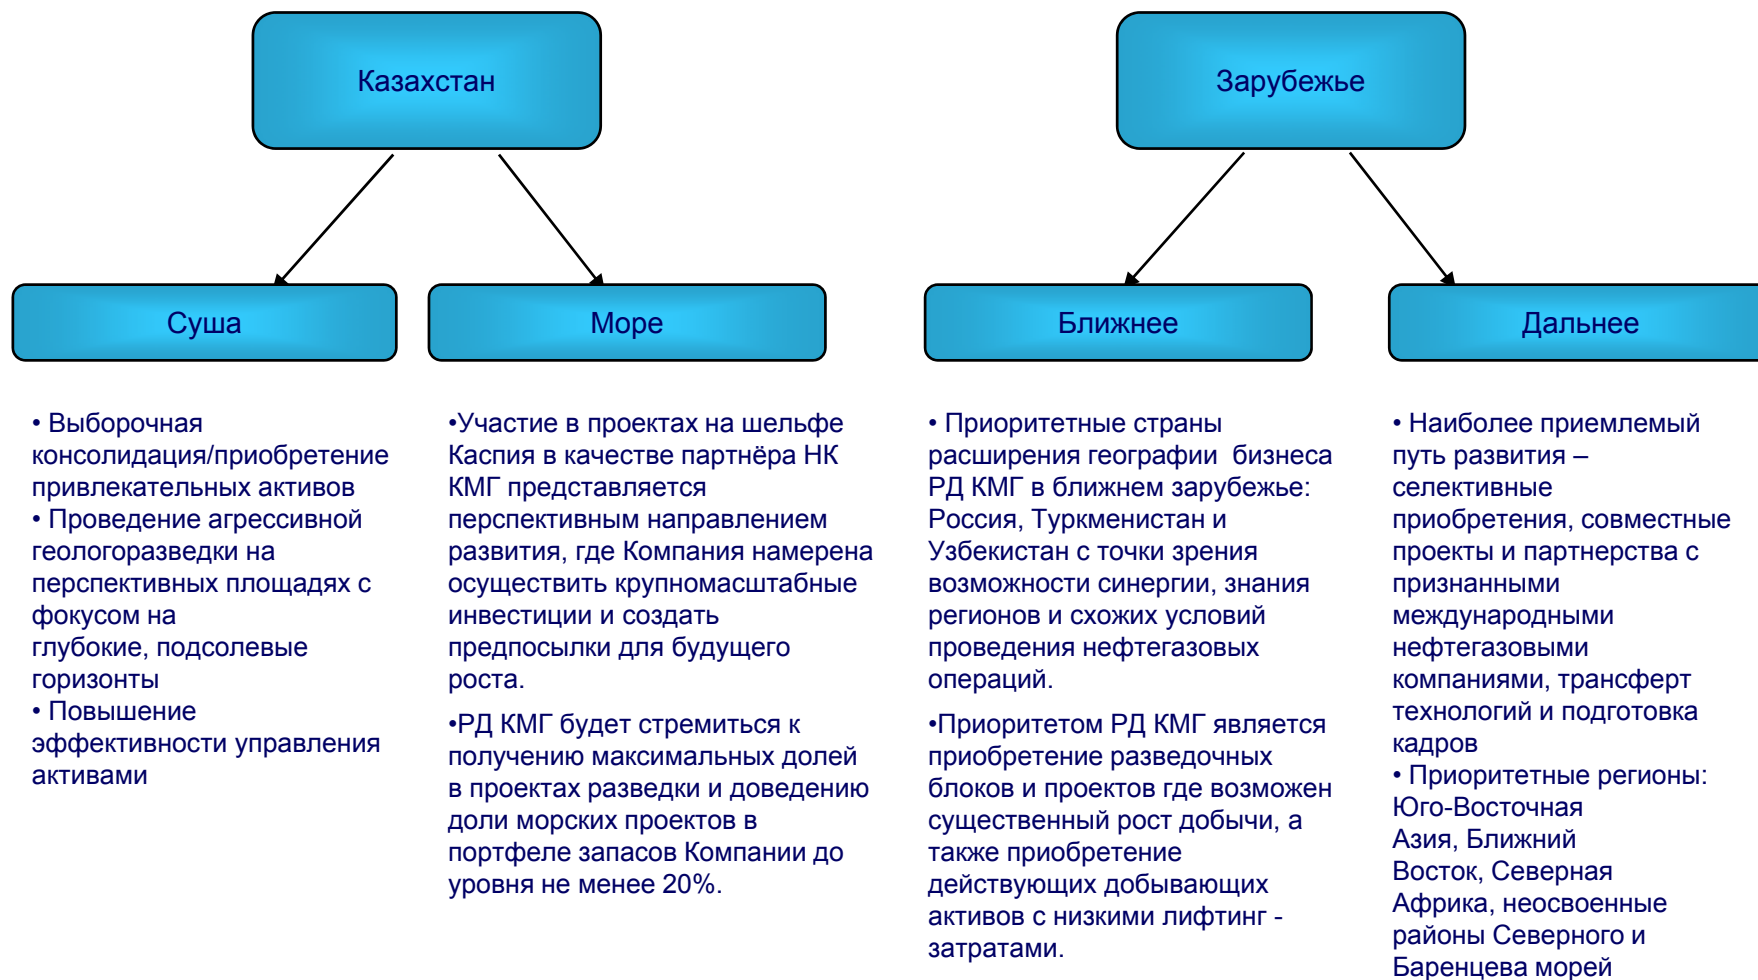 Казахстан
Зарубежье
Суша
Море
Ближнее
Дальнее
• Выборочная
консолидация/приобретение
привлекательных активов
• Проведение агрессивной
геологоразведки на
перспективных площадях с
фокусом на
глубокие, подсолевые
горизонты
• Повышение
эффективности управления
активами
•Участие в проектах на шельфе
Каспия в качестве партнёра НК
КМГ представляется
перспективным направлением
развития, где Компания намерена
осуществить крупномасштабные
инвестиции и создать
предпосылки для будущего
роста.
•РД КМГ будет стремиться к
получению максимальных долей
в проектах разведки и доведению
доли морских проектов в
портфеле запасов Компании до
уровня не менее 20%.
• Приоритетные страны
расширения географии  бизнеса
РД КМГ в ближнем зарубежье:
Россия, Туркменистан и
Узбекистан с точки зрения
возможности синергии, знания
регионов и схожих условий
проведения нефтегазовых
операций.
•Приоритетом РД КМГ является
приобретение разведочных
блоков и проектов где возможен
существенный рост добычи, а
также приобретение
действующих добывающих
активов с низкими лифтинг -
затратами.
• Наиболее приемлемый
путь развития –
селективные
приобретения, совместные
проекты и партнерства с
признанными
международными
нефтегазовыми
компаниями, трансферт
технологий и подготовка
кадров
• Приоритетные регионы:
Юго-Восточная
Азия, Ближний
Восток, Северная
Африка, неосвоенные
районы Северного и
Баренцева морей